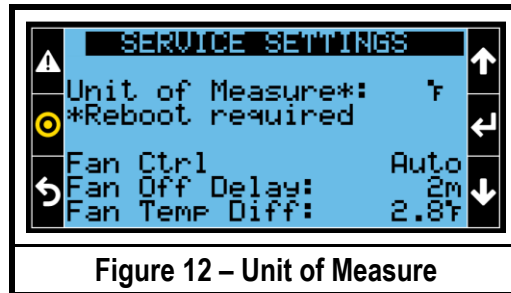 SERVICE SETTINGS
Unit of Measure*: °F
*Reboot required
Fan Ctrl Auto
Fan Off Delay: 2m
Fan Temp Diff: 2.8°F
Figure 12 – Unit of Measure